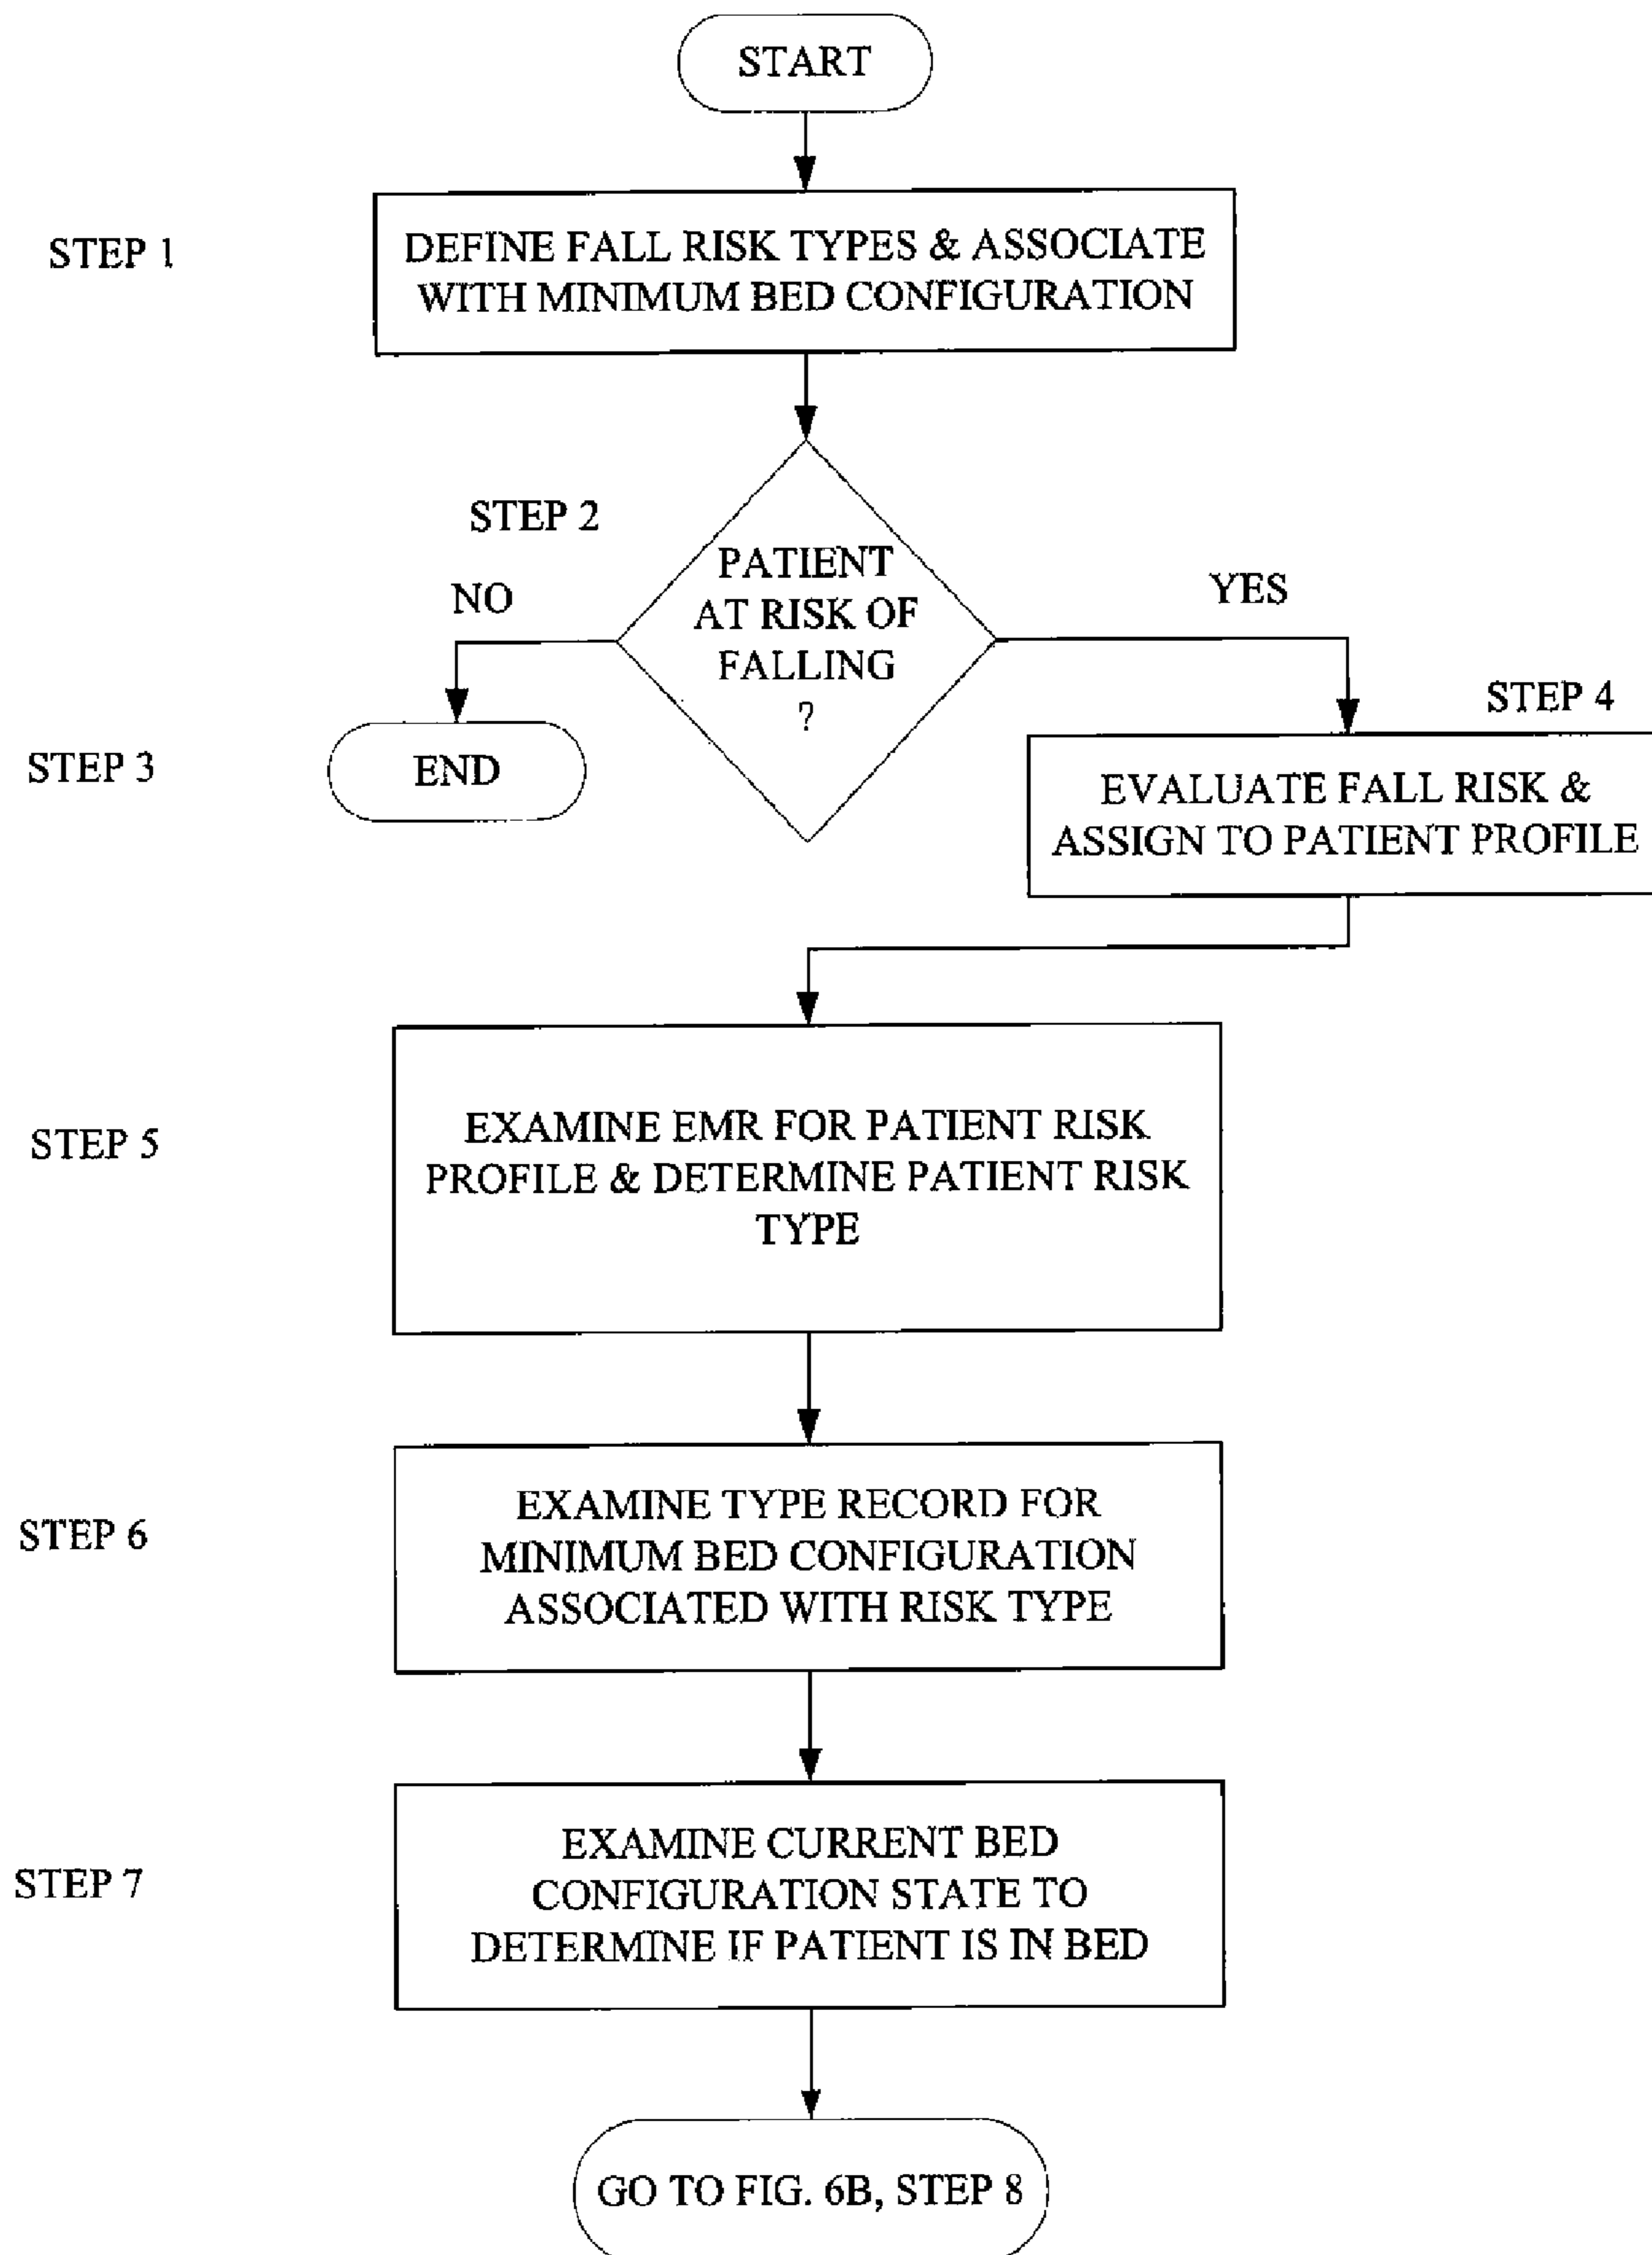 START
STEP 1
DEFINE FALL RISK TYPES & ASSOCIATE
WITH MINIMUM BED CONFIGURATION
STEP 2
PATIENT
AT RISK OF
FALLING
?
NO
YES
STEP 3
END
STEP 4
EVALUATE FALL RISK &
ASSIGN TO PATIENT PROFILE
STEP 5
EXAMINE EMR FOR PATIENT RISK
PROFILE & DETERMINE PATIENT RISK
TYPE
STEP 6
EXAMINE TYPE RECORD FOR
MINIMUM BED CONFIGURATION
ASSOCIATED WITH RISK TYPE
STEP 7
EXAMINE CURRENT BED
CONFIGURATION STATE TO
DETERMINE IF PATIENT IS IN BED
GO TO FIG. 6B, STEP 8